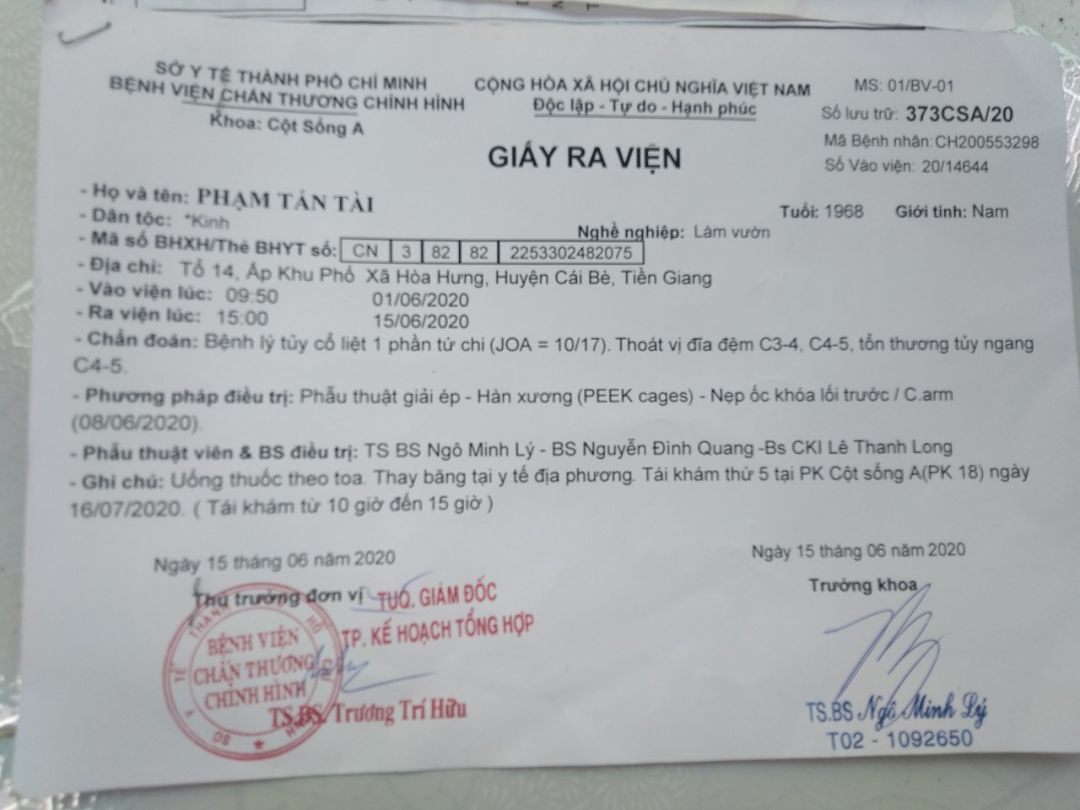 SỞ Y TẾ THÀNH PHỐ CHÍ MINH
BỆNH VIỆN CHẤN THƯƠNG CHỈNH HÌNH
Khoa: Cột Sống A
CỘNG HÒA XÃ HỘI CHỦ NGHĨA VIỆT NAM
Độc lập - Tự do - Hạnh phúc
MS: 01/BV-01
Số lưu trữ: 373CSA/20
Mã Bệnh nhân: CH200553298
Số Vào viện: 20/14644
GIẤY RA VIỆN
- Họ và tên: PHẠM TẤN TÀI
Tuổi: 1968 Giới tính: Nam
- Dân tộc: *Kinh
Nghề nghiệp: Làm vườn
- Mã số BHXH/Thẻ BHYT số: CN 3 82 82 2253302482075
- Địa chỉ: Tổ 14, Ấp Khu Phố Xã Hòa Hưng, Huyện Cái Bè, Tiền Giang
- Vào viện lúc: 09:50 01/06/2020
- Ra viện lúc: 15:00 15/06/2020
- Chẩn đoán: Bệnh lý tủy cổ liệt 1 phần tứ chi (JOA = 10/17). Thoát vị đĩa đệm C3-4, C4-5, tổn thương tủy ngang
C4-5.
- Phương pháp điều trị: Phẫu thuật giải ép - Hàn xương (PEEK cages) - Nẹp ốc khóa lối trước / C.arm
(08/06/2020).
- Phẫu thuật viên & BS điều trị: TS BS Ngô Minh Lý - BS Nguyễn Đình Quang -Bs CKI Lê Thanh Long
- Ghi chú: Uống thuốc theo toa. Thay băng tại y tế địa phương. Tái khám thứ 5 tại PK Cột sống A(PK 18) ngày
16/07/2020. ( Tái khám từ 10 giờ đến 15 giờ )
Ngày 15 tháng 06 năm 2020
Thủ trưởng đơn vị
TUQ. GIÁM ĐỐC
TP. KẾ HOẠCH TỔNG HỢP
BỆNH VIỆN
CHẤN THƯƠNG
CHỈNH HÌNH
TS.BS. Trương Trí Hữu
Ngày 15 tháng 06 năm 2020
Trưởng khoa
TS.BS Ngô Minh Lý
T02 - 1092650